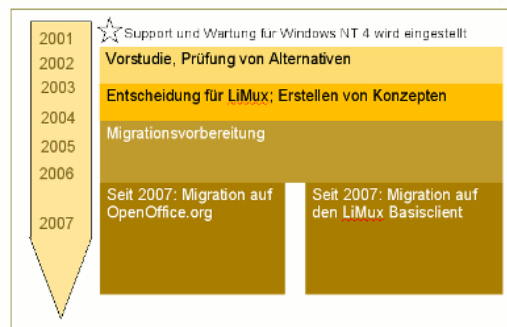 2001
Support und Wartung für Windows NT 4 wird eingestellt
2002
Vorstudie, Prüfung von Alternativen
2003
Entscheidung für LiMux; Erstellen von Konzepten
2004
Migrationsvorbereitung
2005
2006
Seit 2007: Migration auf
OpenOffice.org
Seit 2007: Migration auf
den LiMux Basisclient
2007